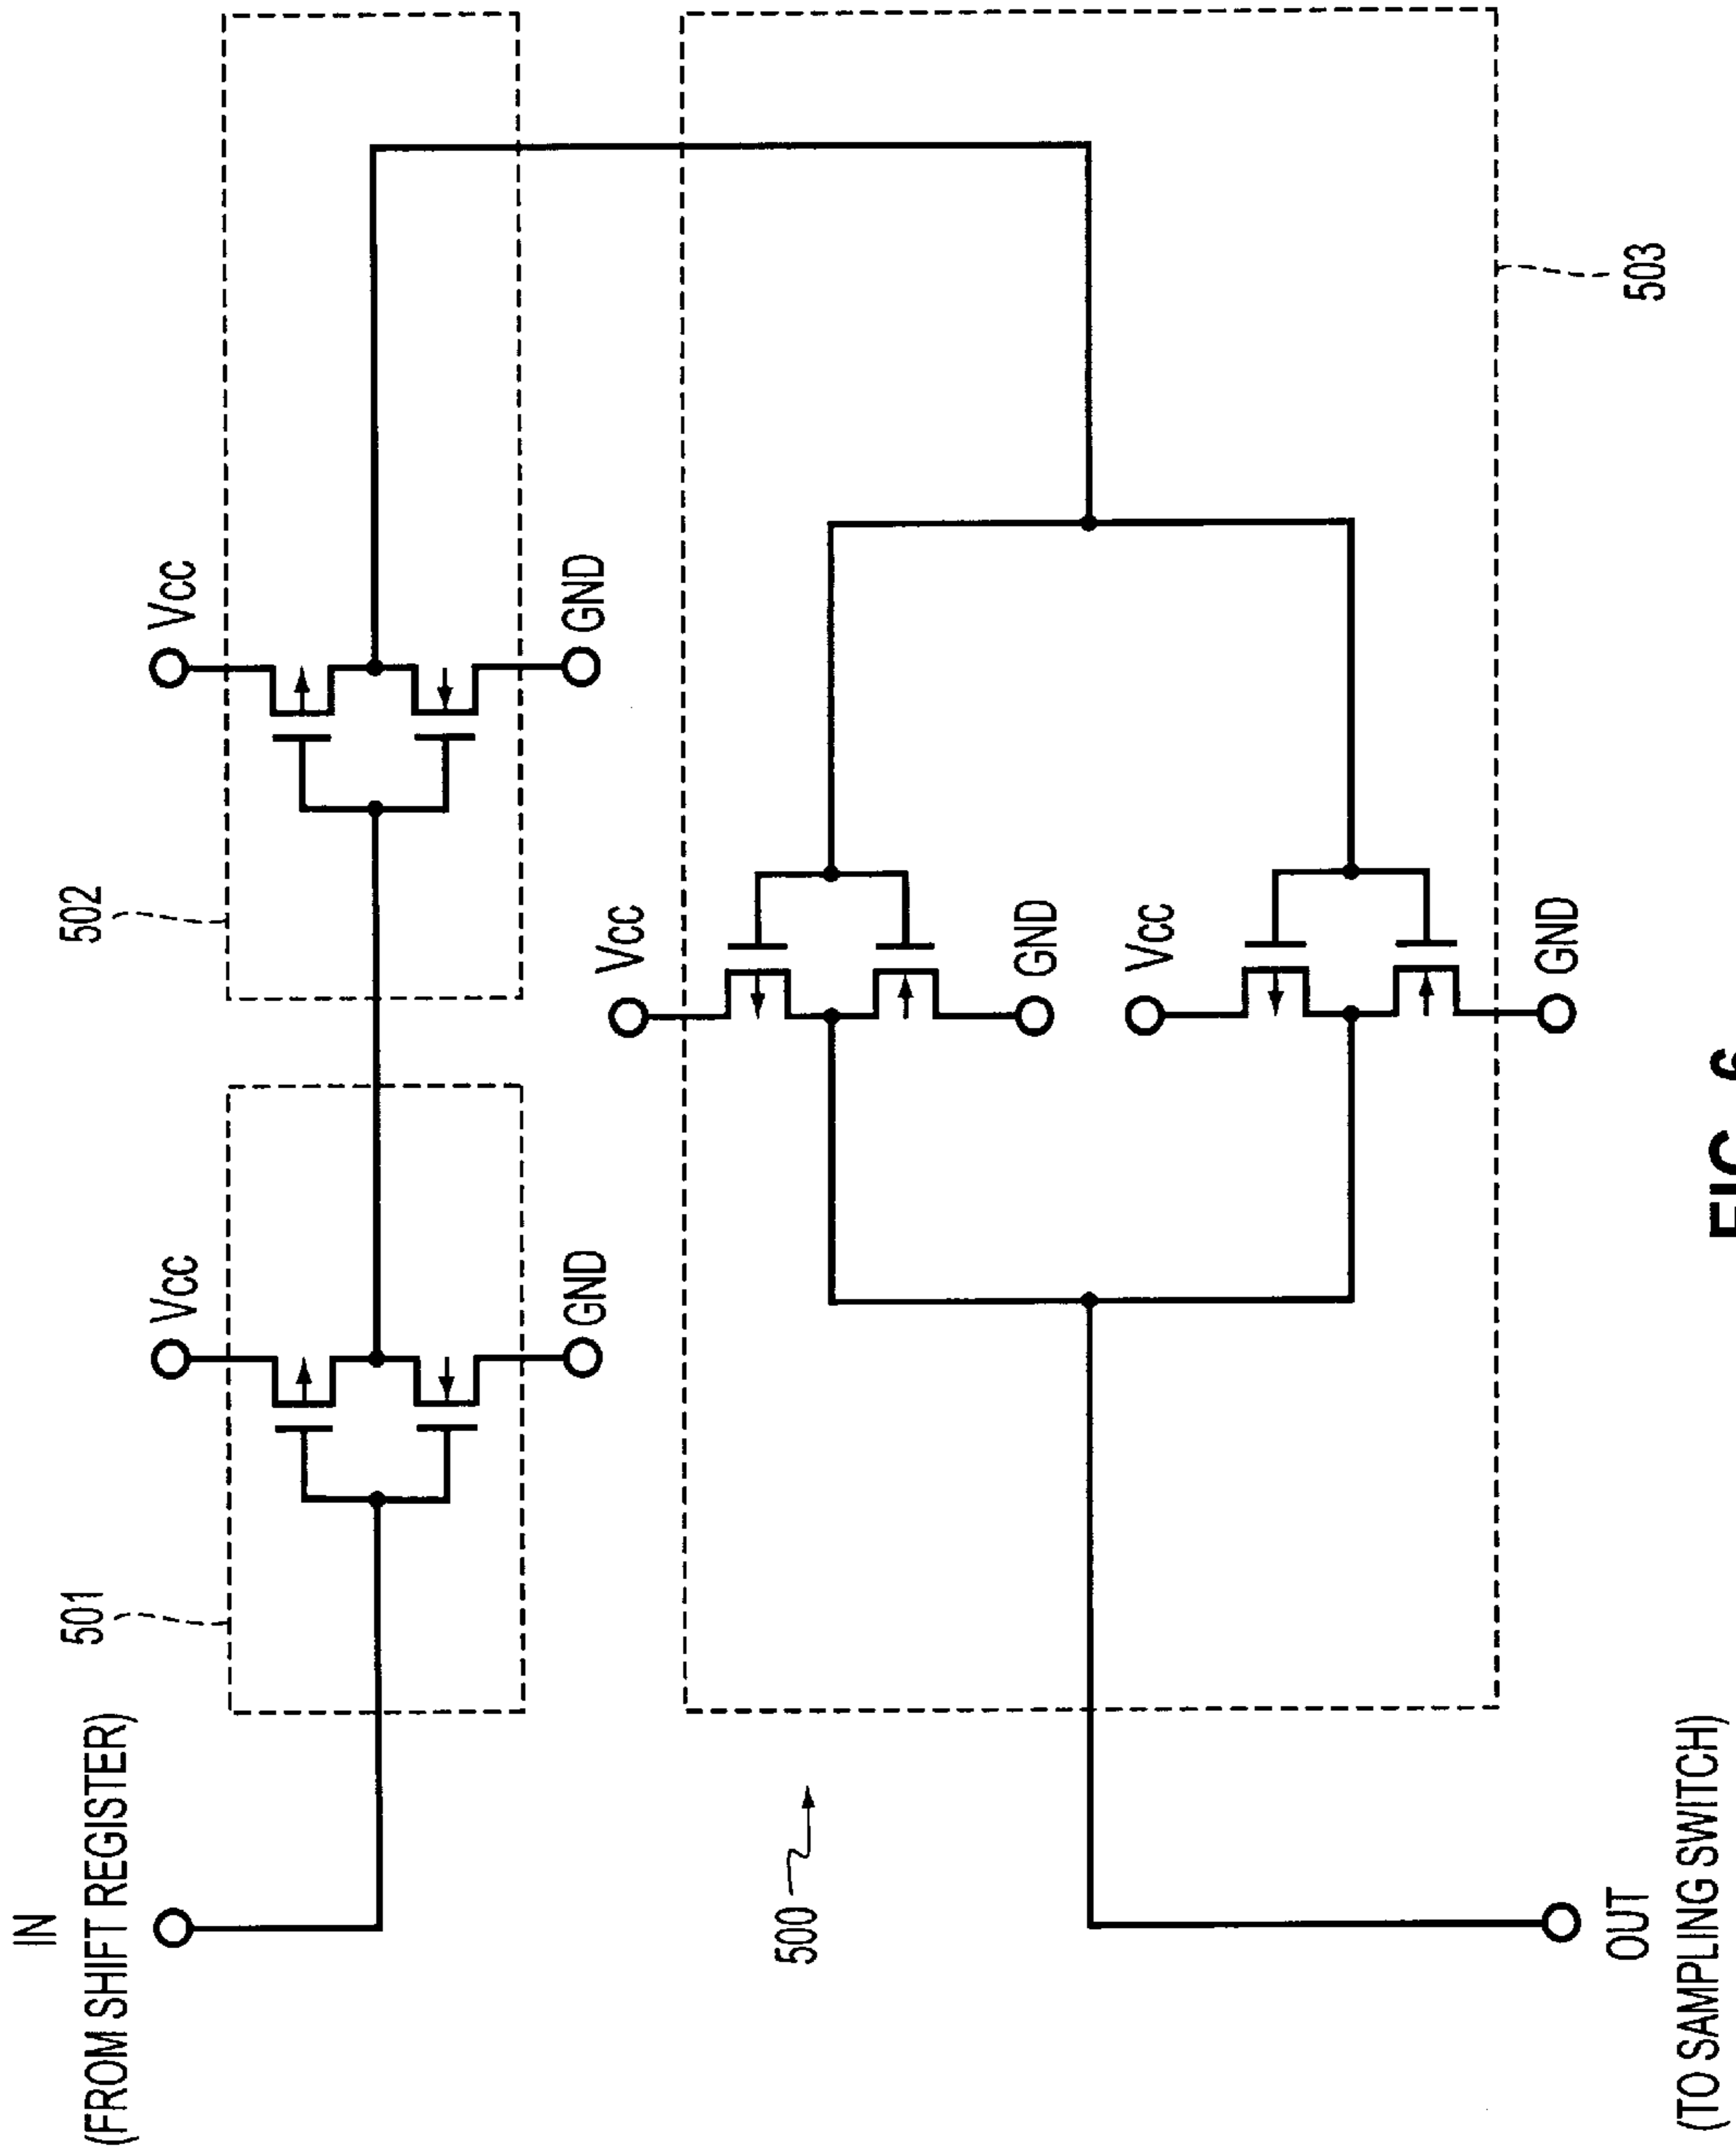 IN
(FROM SHIFT REGISTER)
501
502
Vcc
Vcc
GND
GND
Vcc
500
GND
Vcc
GND
503
OUT
(TO SAMPLING SWITCH)
FIG